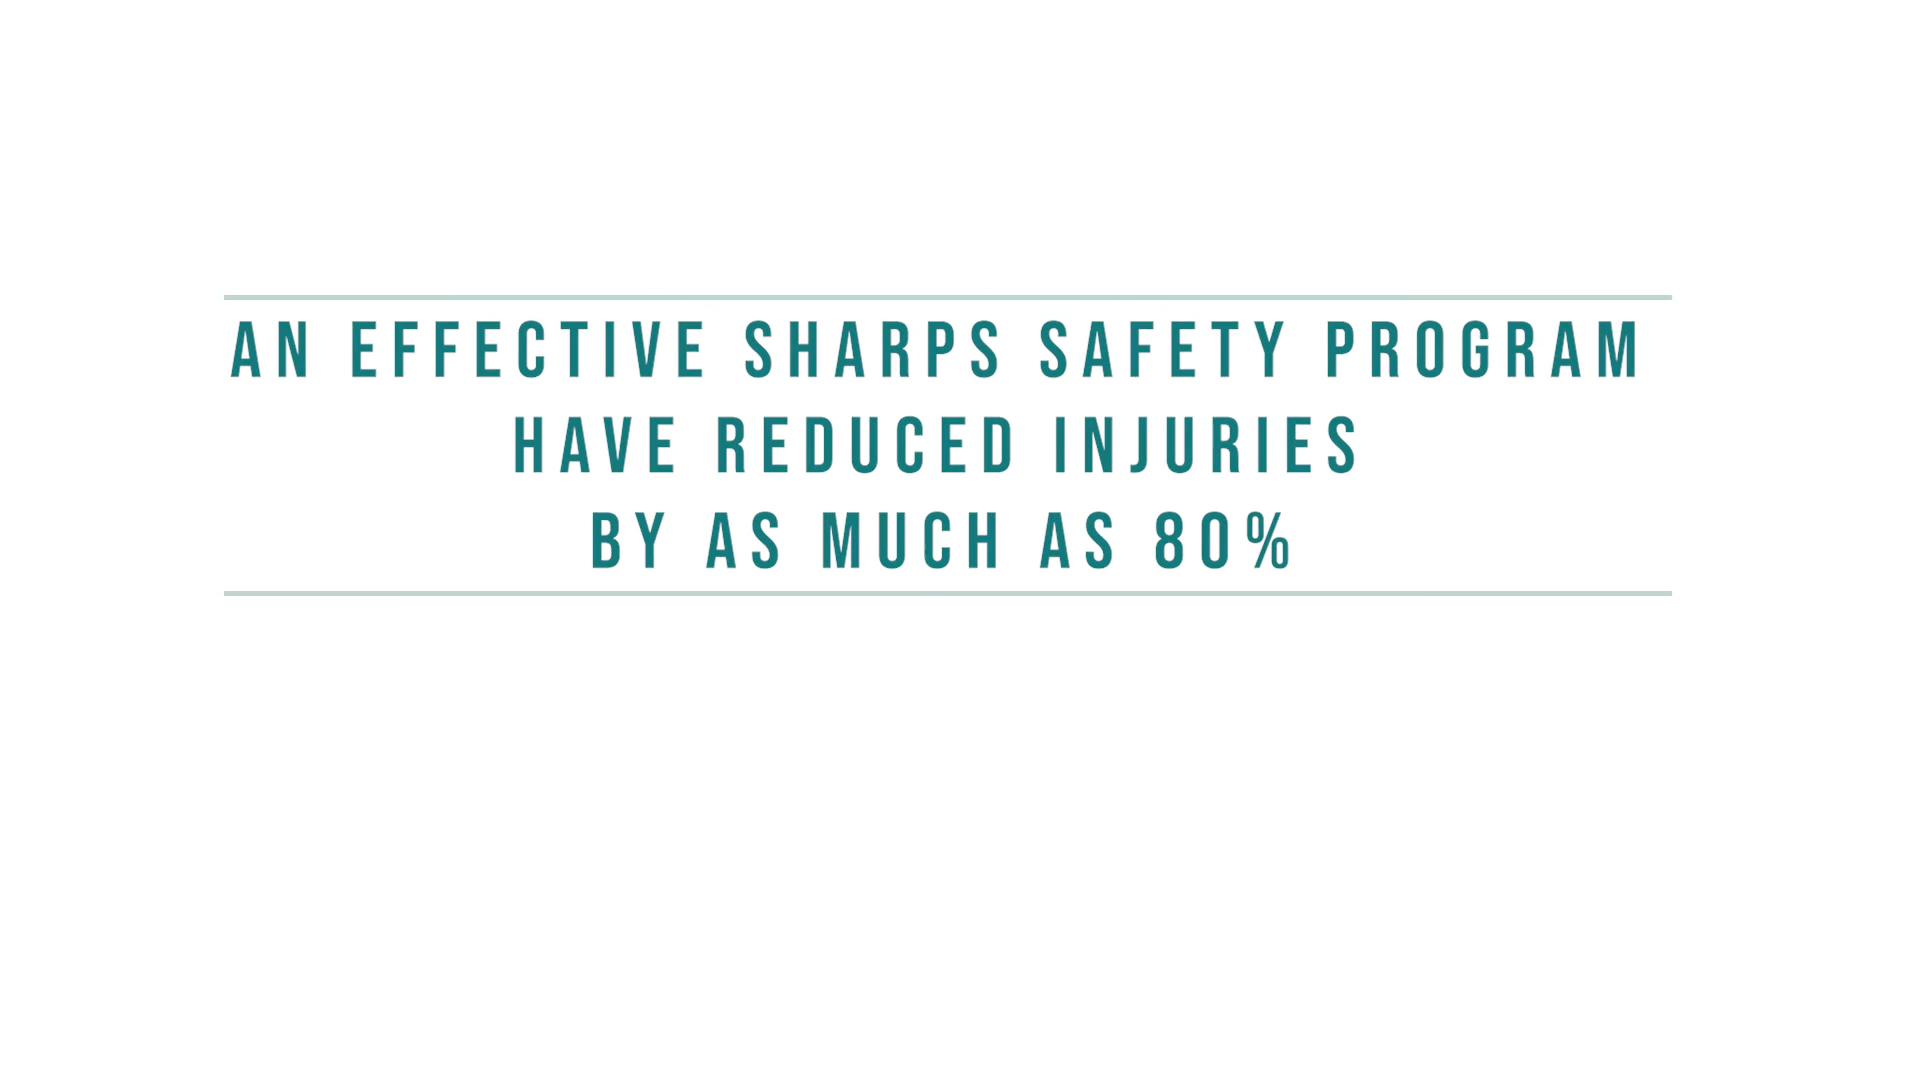 AN EFFECTIVE SHARPS SAFETY PROGRAM
HAVE REDUCED INJURIES
BY AS MUCH AS 80%